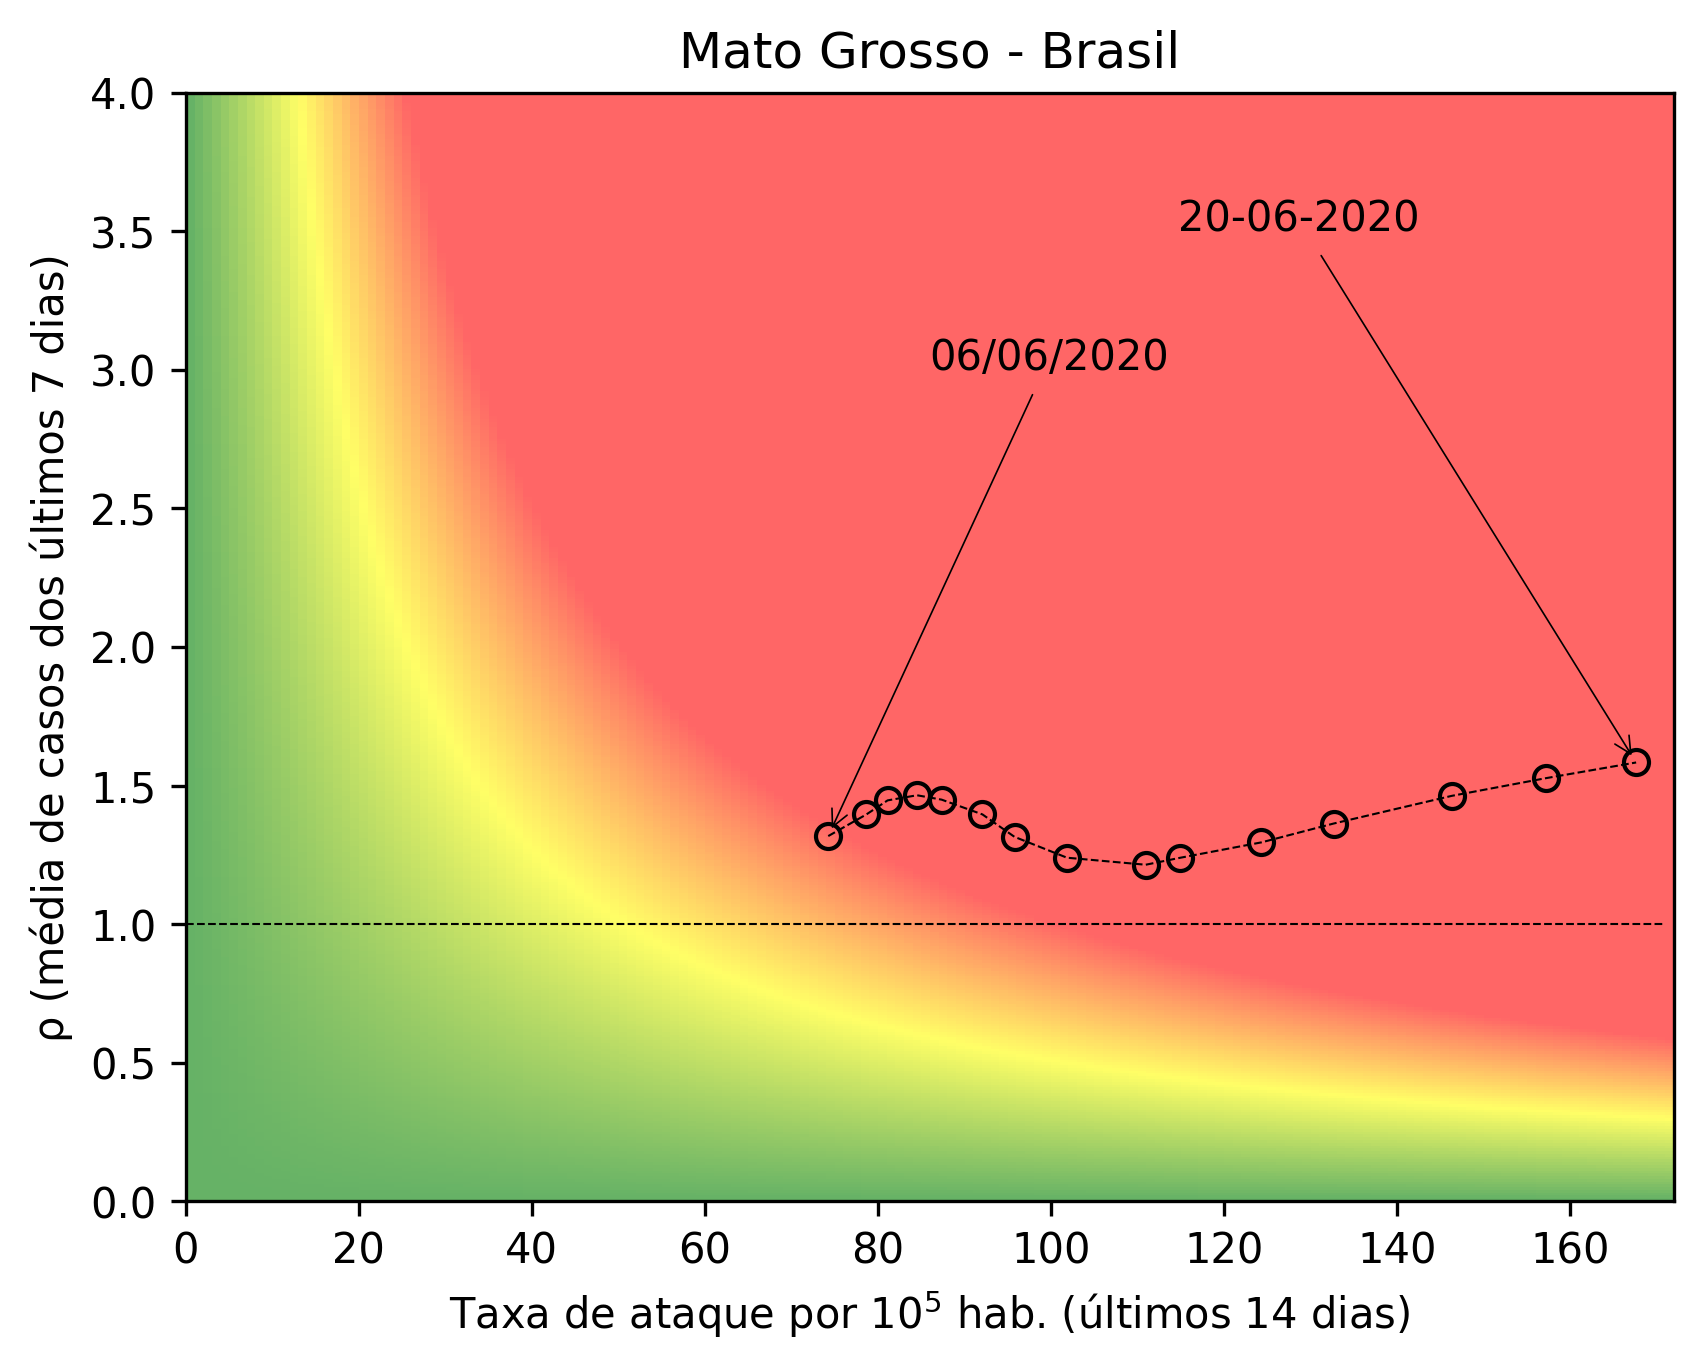 Mato Grosso - Brasil
4.0
3.5
3.0
2.5
2.0
1.5
1.0
0.5
0.0
ρ (média de casos dos últimos 7 dias)
20-06-2020
06/06/2020
0 20 40 60 80 100 120 140 160
Taxa de ataque por 10⁵ hab. (últimos 14 dias)